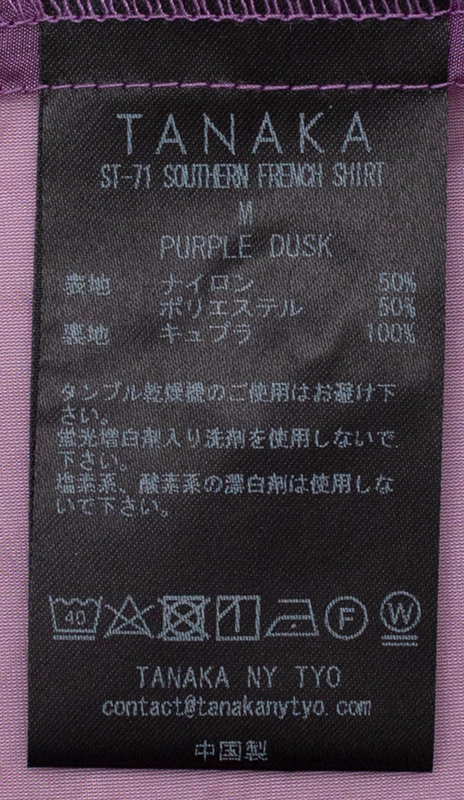 TANAKA
ST-71 SOUTHERN FRENCH SHIRT
M
PURPLE DUSK
表地 ナイロン 50%
ポリエステル 50%
裏地 キュプラ 100%
タンブル乾燥機のご使用はお避け下
さい。
蛍光増白剤入り洗剤を使用しないで
下さい。
塩素系、酸素系の漂白剤は使用しな
いで下さい。
40 F W
TANAKA NY TYO
contact@tanakanytyo.com
中国製